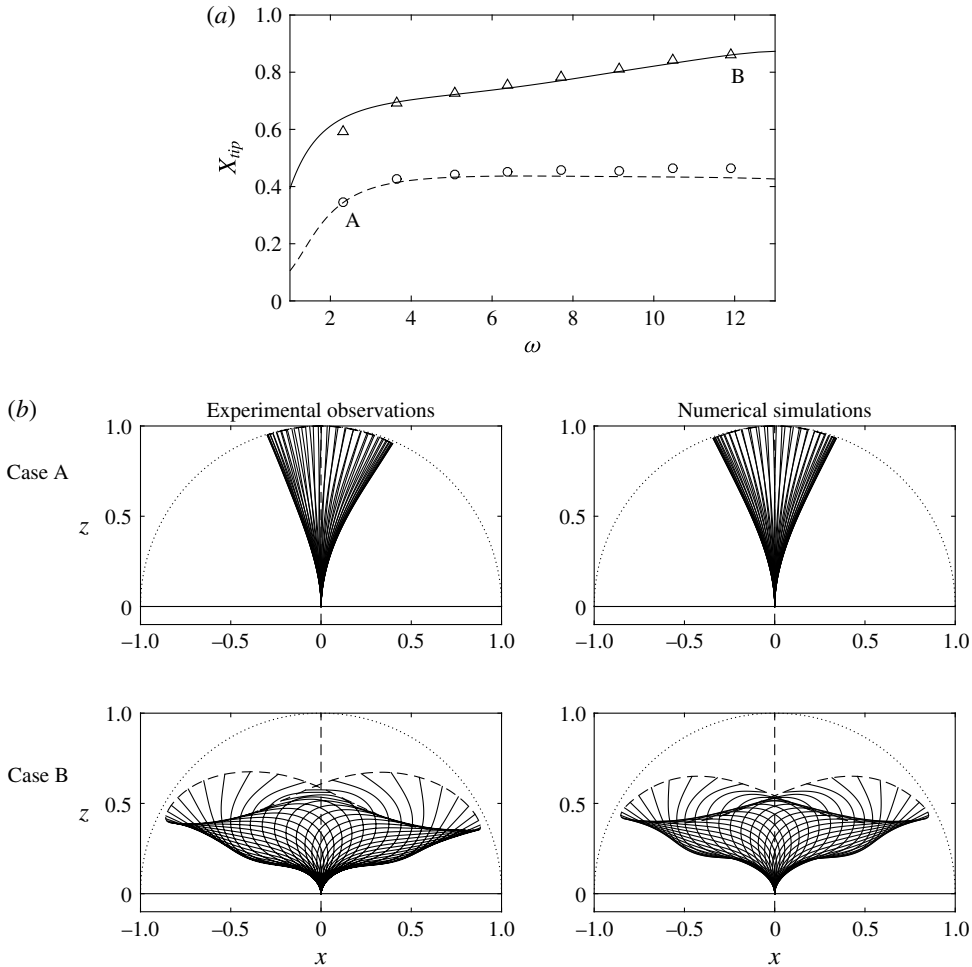 (a)
1.0
0.8
0.6
0.4
0.2
0
X_tip
B
A
2 4 6 8 10 12
ω
(b)
Experimental observations Numerical simulations
Case A
1.0
0.5
0
z
–1.0 –0.5 0 0.5 1.0
1.0
0.5
0
z
–1.0 –0.5 0 0.5 1.0
Case B
1.0
0.5
0
z
–1.0 –0.5 0 0.5 1.0
x
1.0
0.5
0
z
–1.0 –0.5 0 0.5 1.0
x